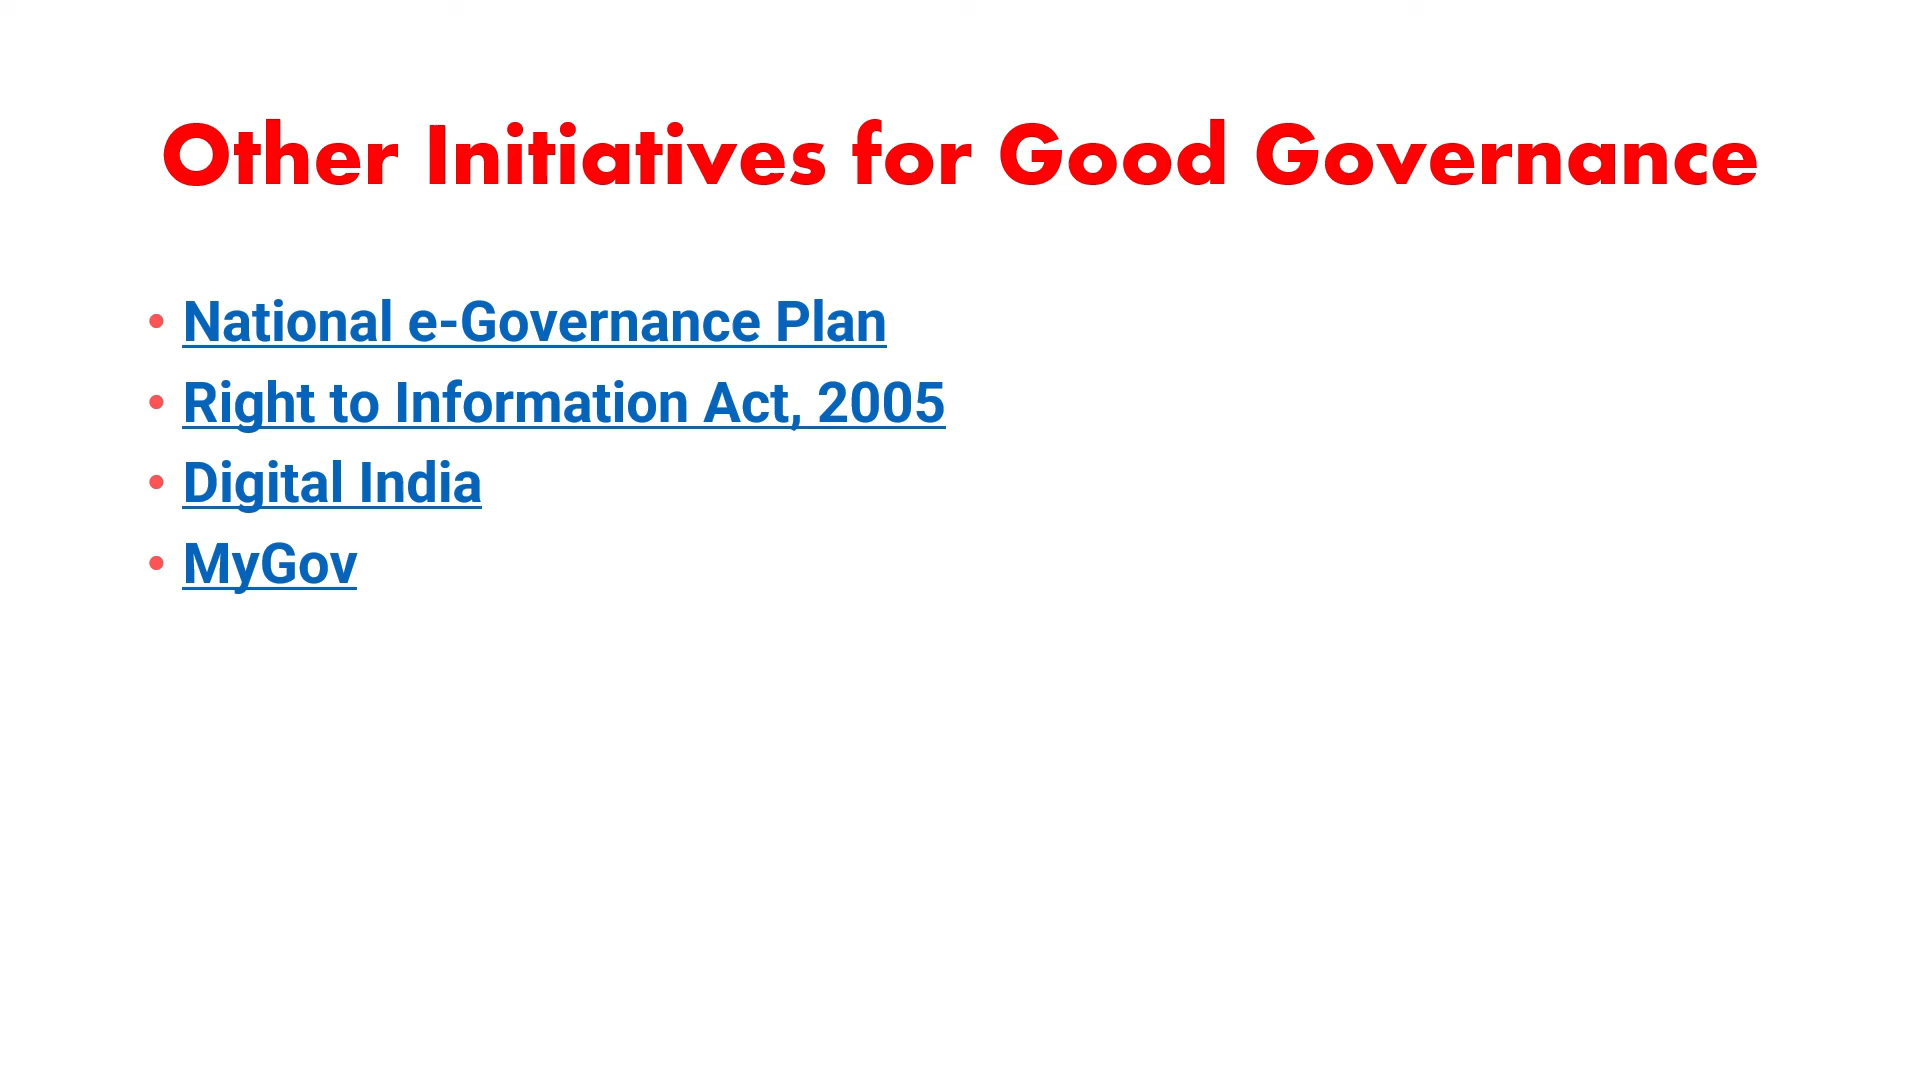 Other Initiatives for Good Governance
• National e-Governance Plan
• Right to Information Act, 2005
• Digital India
• MyGov